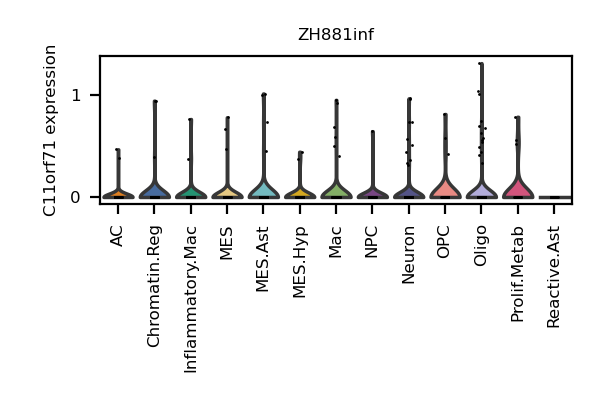 ZH881inf
C11orf71 expression
1
0
AC
Chromatin.Reg
Inflammatory.Mac
MES
MES.Ast
MES.Hyp
Mac
NPC
Neuron
OPC
Oligo
Prolif.Metab
Reactive.Ast